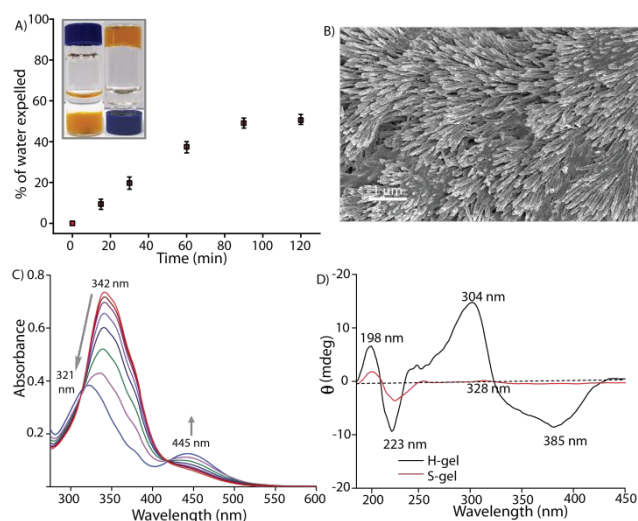 A)
100
80
60
40
20
0
% of water expelled
0 20 40 60 80 100 120
Time (min)
B)
1 μm
C)
0.8
0.6
0.4
0.2
Absorbance
342 nm
321
nm
445 nm
300 350 400 450 500 550 600
Wavelength (nm)
D)
-20
-10
0
-10
-20
θ (mdeg)
304 nm
198 nm
328 nm
223 nm
385 nm
H-gel
S-gel
200 250 300 350 400 450
Wavelength (nm)